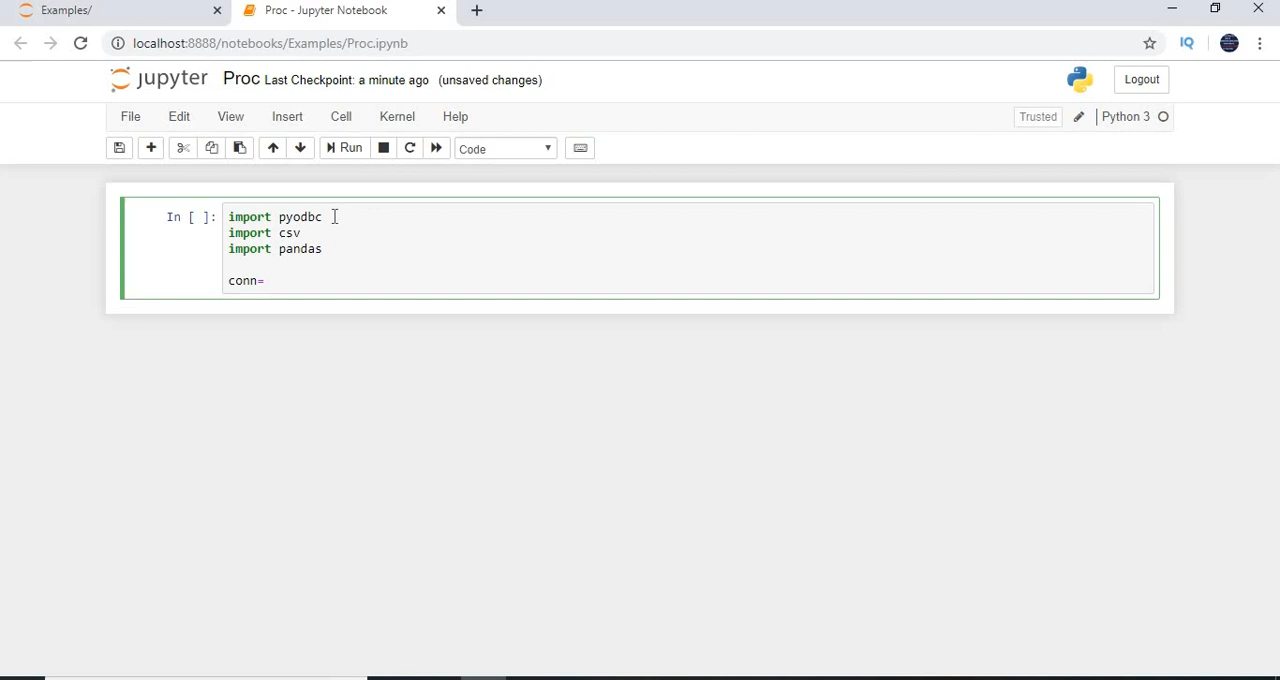 Examples/
Proc - Jupyter Notebook
localhost:8888/notebooks/Examples/Proc.ipynb
IQ
jupyter Proc Last Checkpoint: a minute ago (unsaved changes)
Logout
File Edit View Insert Cell Kernel Help
Trusted
Python 3
Run
Code
In [ ]: import pyodbc
import csv
import pandas
conn=